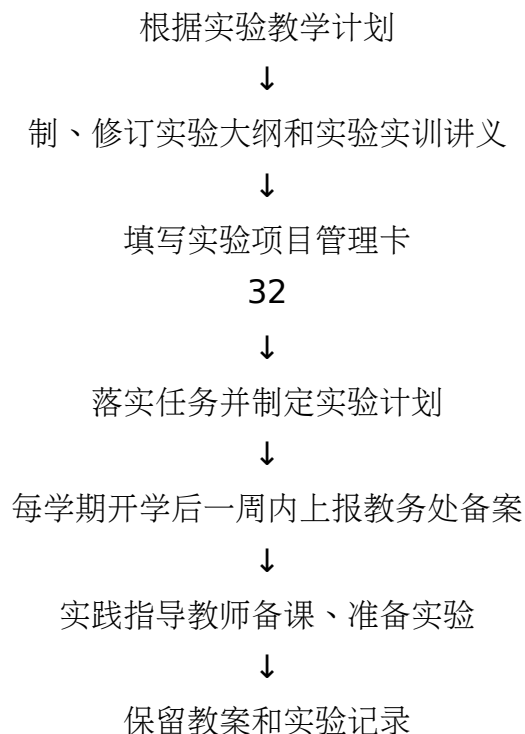 根据实验教学计划
↓
制、修订实验大纲和实验实训讲义
↓
填写实验项目管理卡
32
↓
落实任务并制定实验计划
↓
每学期开学后一周内上报教务处备案
↓
实践指导教师备课、准备实验
↓
保留教案和实验记录